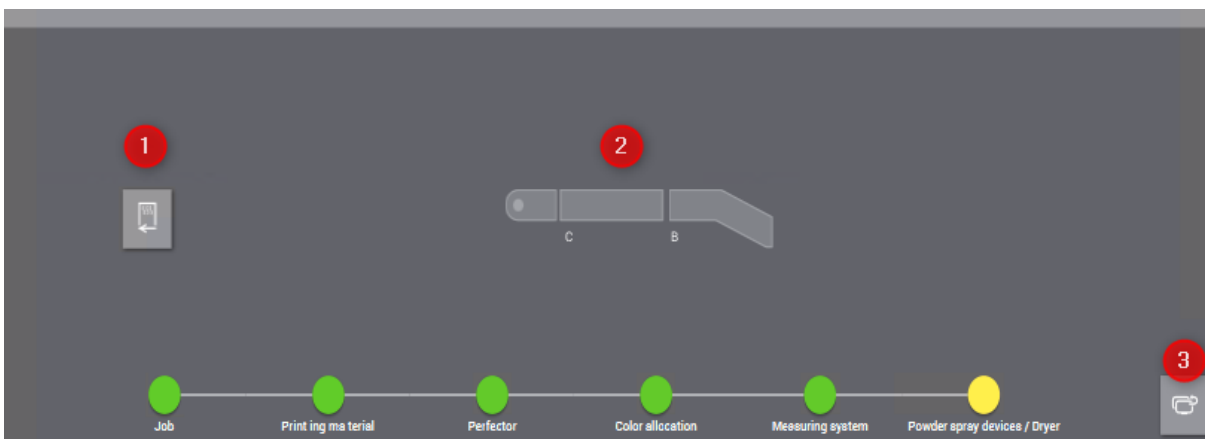 1
2
C
B
3
Job
Print ing ma terial
Perfector
Color allocation
Measuring system
Powder spray devices / Dryer